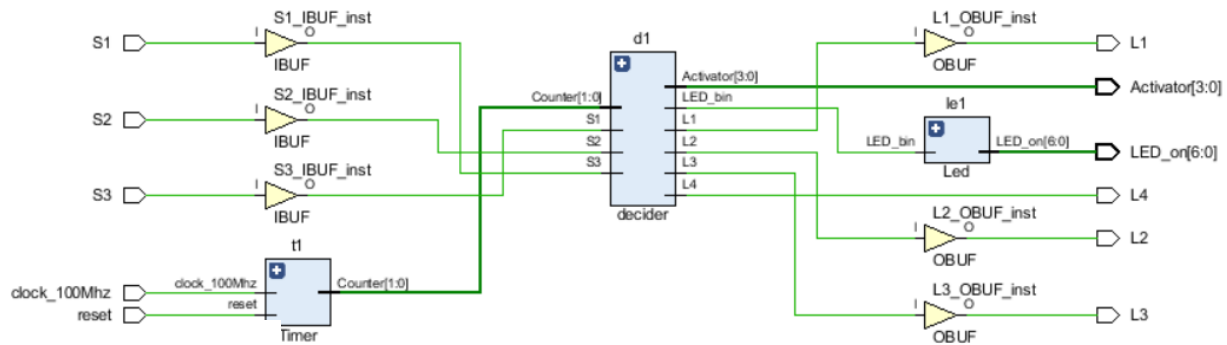 S1
I
S1_IBUF_inst
O
IBUF
S2
I
S2_IBUF_inst
O
IBUF
S3
I
S3_IBUF_inst
O
IBUF
clock_100Mhz
reset
t1
clock_100Mhz
reset
Counter[1:0]
Timer
d1
Counter[1:0]
S1
S2
S3
Activator[3:0]
LED_bin
L1
L2
L3
L4
decider
L1_OBUF_inst
I
O
OBUF
L1
Activator[3:0]
le1
LED_bin
LED_on[6:0]
Led
LED_on[6:0]
L4
L2_OBUF_inst
I
O
OBUF
L2
L3_OBUF_inst
I
O
OBUF
L3